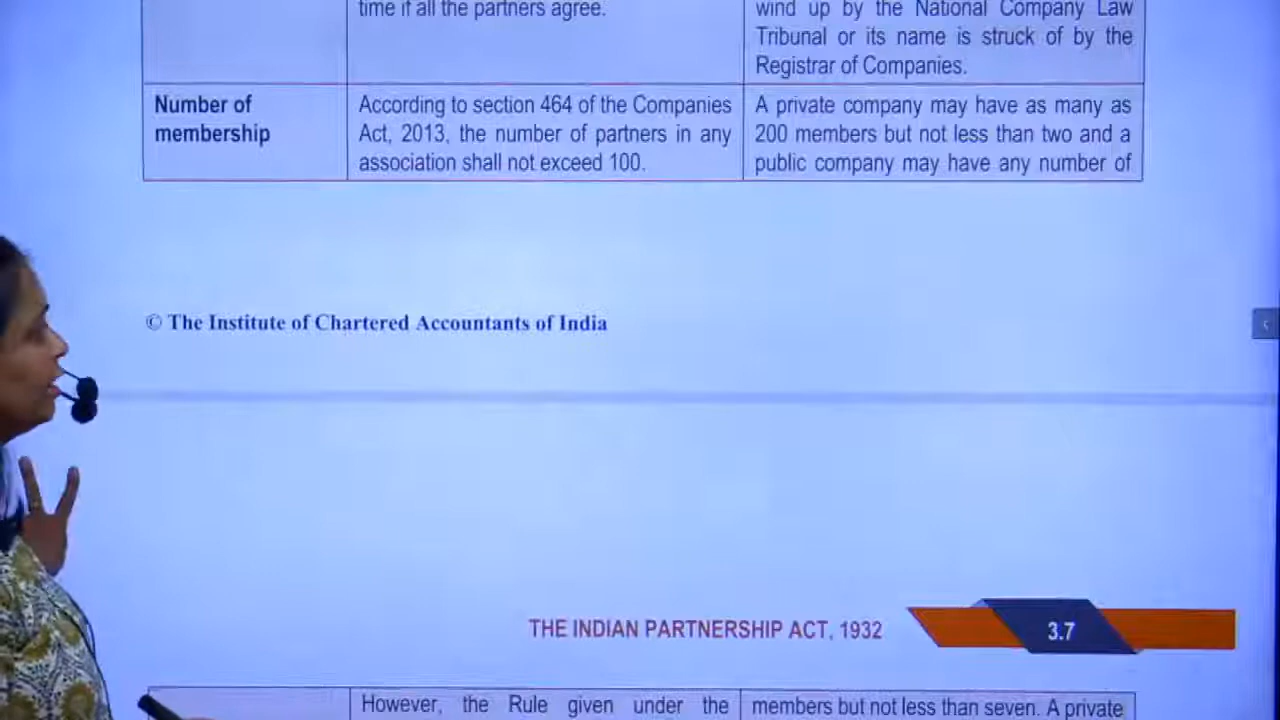 time if all the partners agree.
wind up by the National Company Law
Tribunal or its name is struck of by the
Registrar of Companies.
Number of
membership
According to section 464 of the Companies
Act, 2013, the number of partners in any
association shall not exceed 100.
A private company may have as many as
200 members but not less than two and a
public company may have any number of
© The Institute of Chartered Accountants of India
THE INDIAN PARTNERSHIP ACT, 1932
3.7
However, the Rule given under the
members but not less than seven. A private